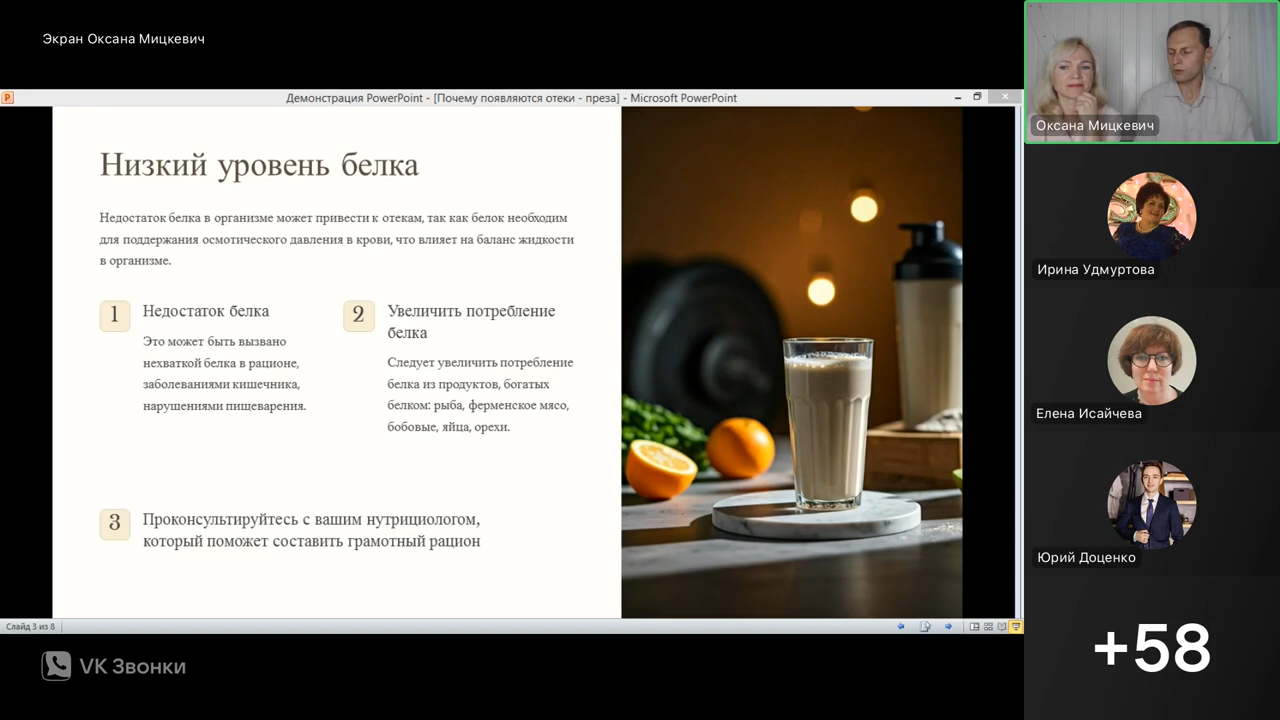 Экран Оксана Мицкевич
Демонстрация PowerPoint - [Почему появляются отеки - преза] - Microsoft PowerPoint
Низкий уровень белка
Недостаток белка в организме может привести к отекам, так как белок необходим
для поддержания осмотического давления в крови, что влияет на баланс жидкости
в организме.
1
Недостаток белка
Это может быть вызвано
нехваткой белка в рационе,
заболеваниями кишечника,
нарушениями пищеварения.
2
Увеличить потребление
белка
Следует увеличить потребление
белка из продуктов, богатых
белком: рыба, ферменское мясо,
бобовые, яйца, орехи.
3
Проконсультируйтесь с вашим нутрициологом,
который поможет составить грамотный рацион
Слайд 3 из 8
VK Звонки
Оксана Мицкевич
Ирина Удмуртова
Елена Исайчева
Юрий Доценко
+58